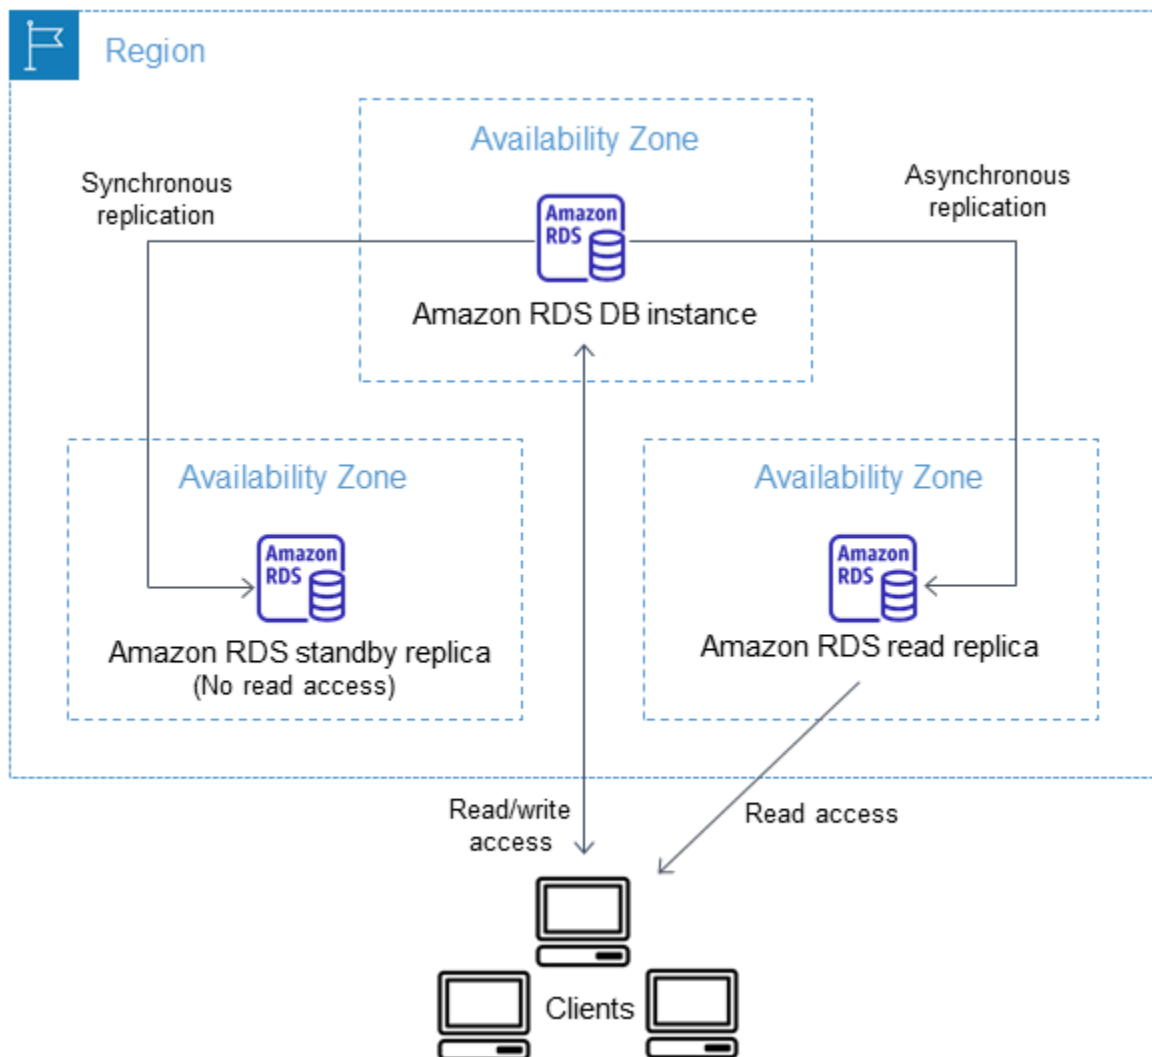 Region
Availability Zone
Synchronous
replication
Asynchronous
replication
Amazon
RDS
Amazon RDS DB instance
Availability Zone
Availability Zone
Amazon
RDS
Amazon
RDS
Amazon RDS standby replica
(No read access)
Amazon RDS read replica
Read/write
access
Read access
Clients